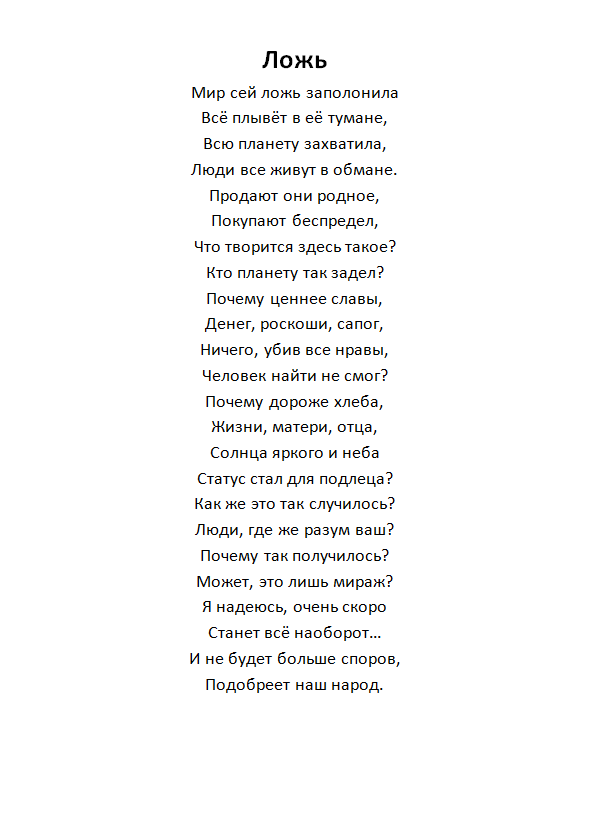 Ложь
Мир сей ложь заполонила
Всё плывёт в её тумане,
Всю планету захватила,
Люди все живут в обмане.
Продают они родное,
Покупают беспредел,
Что творится здесь такое?
Кто планету так задел?
Почему ценнее славы,
Денег, роскоши, сапог,
Ничего, убив все нравы,
Человек найти не смог?
Почему дороже хлеба,
Жизни, матери, отца,
Солнца яркого и неба
Статус стал для подлеца?
Как же это так случилось?
Люди, где же разум ваш?
Почему так получилось?
Может, это лишь мираж?
Я надеюсь, очень скоро
Станет всё наоборот…
И не будет больше споров,
Подобреет наш народ.